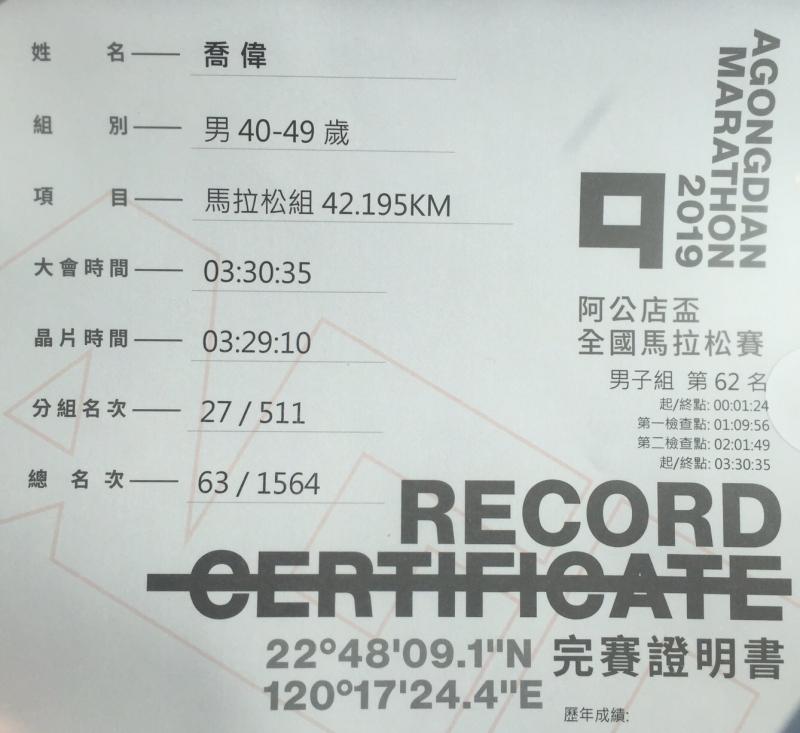 姓 名 喬偉
組 別 男 40-49 歲
項 目 馬拉松組 42.195KM
大會時間 03:30:35
晶片時間 03:29:10
分組名次 27 / 511
總 名 次 63 / 1564
AGONGDIAN
MARATHON
2019
阿公店盃
全國馬拉松賽
男子組 第 62 名
起/終點: 00:01:24
第一檢查點: 01:09:56
第二檢查點: 02:01:49
起/終點: 03:30:35
RECORD
CERTIFICATE
22°48'09.1"N
120°17'24.4"E
完賽證明書
歷年成績: